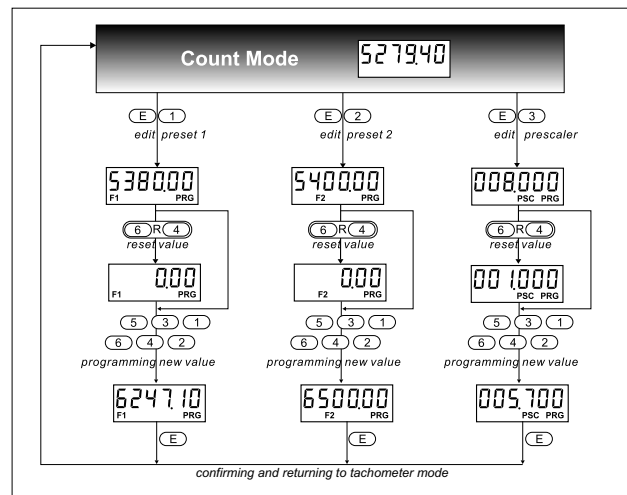 Count Mode 5279.40
E 1 E 2 E 3
edit preset 1 edit preset 2 edit prescaler
5380.00 5400.00 008.000
F1 PRG F2 PRG PSC PRG
6 R 4 6 R 4 6 R 4
reset value reset value reset value
0.00 0.00 001.000
F1 PRG F2 PRG PSC PRG
5 3 1 5 3 1 5 3 1
6 4 2 6 4 2 6 4 2
programming new value programming new value programming new value
6247.10 6500.00 005.700
F1 PRG F2 PRG PSC PRG
E E E
confirming and returning to tachometer mode